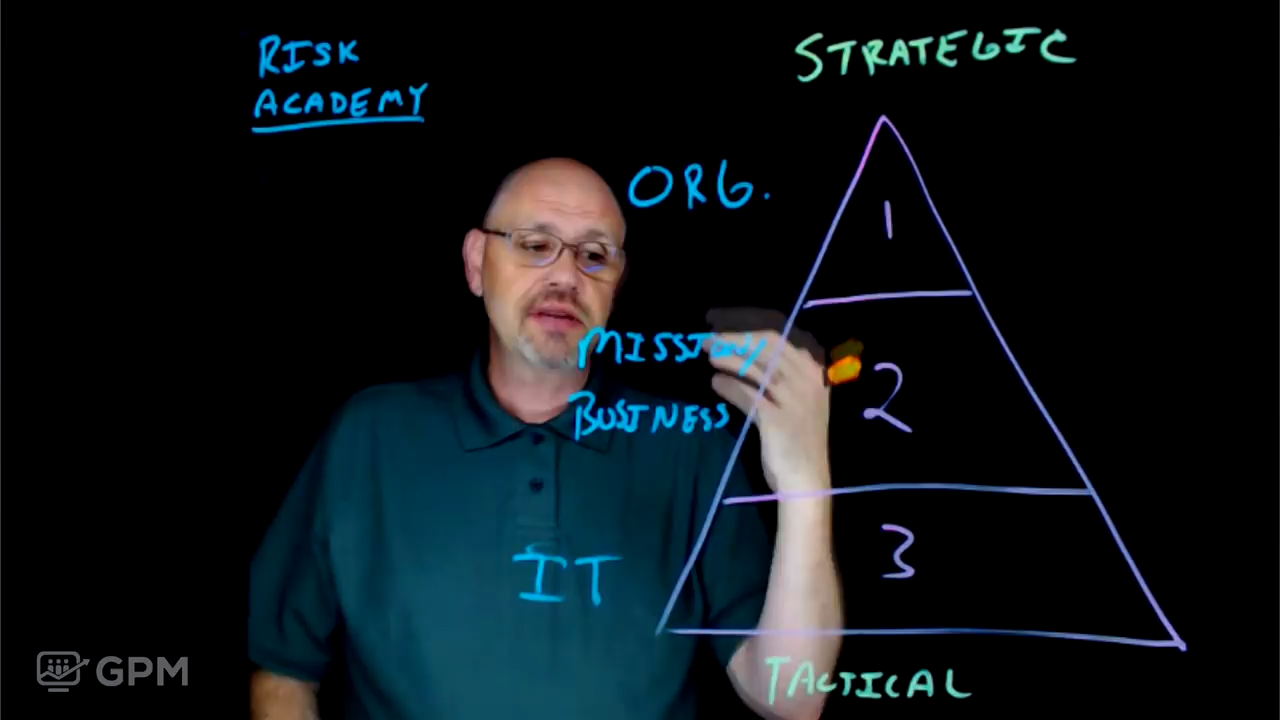 RISK
ACADEMY
STRATEGIC
ORG.
1
MISSION/
BUSINESS
2
IT
3
TACTICAL
GPM